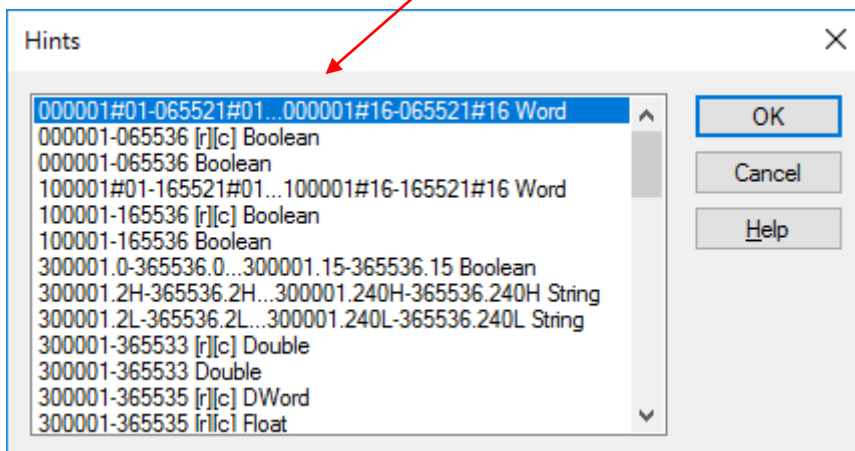 Hints
000001#01-065521#01...000001#16-065521#16 Word
000001-065536 [r][c] Boolean
000001-065536 Boolean
100001#01-165521#01...100001#16-165521#16 Word
100001-165536 [r][c] Boolean
100001-165536 Boolean
300001.0-365536.0...300001.15-365536.15 Boolean
300001.2H-365536.2H...300001.240H-365536.240H String
300001.2L-365536.2L...300001.240L-365536.240L String
300001-365533 [r][c] Double
300001-365533 Double
300001-365535 [r][c] DWord
300001-365535 [r][c] Float
OK
Cancel
Help